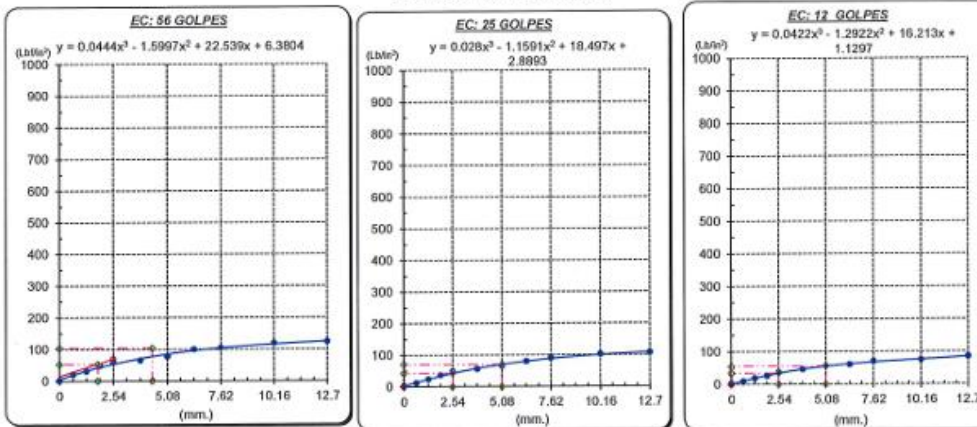 EC: 56 GOLPES
(Lbf/in²)
y = 0.0444x³ - 1.5997x² + 22.539x + 6.3804
1000
900
800
700
600
500
400
300
200
100
0
0 2.54 5.08 7.62 10.16 12.7
(mm.)
EC: 25 GOLPES
(Lbf/in²)
y = 0.028x³ - 1.1591x² + 18.497x +
2.8893
1000
900
800
700
600
500
400
300
200
100
0
0 2.54 5.08 7.62 10.16 12.7
(mm.)
EC: 12 GOLPES
(Lbf/in²)
y = 0.0422x³ - 1.2922x² + 16.213x +
1.1297
1000
900
800
700
600
500
400
300
200
100
0
0 2.54 5.08 7.62 10.16 12.7
(mm.)